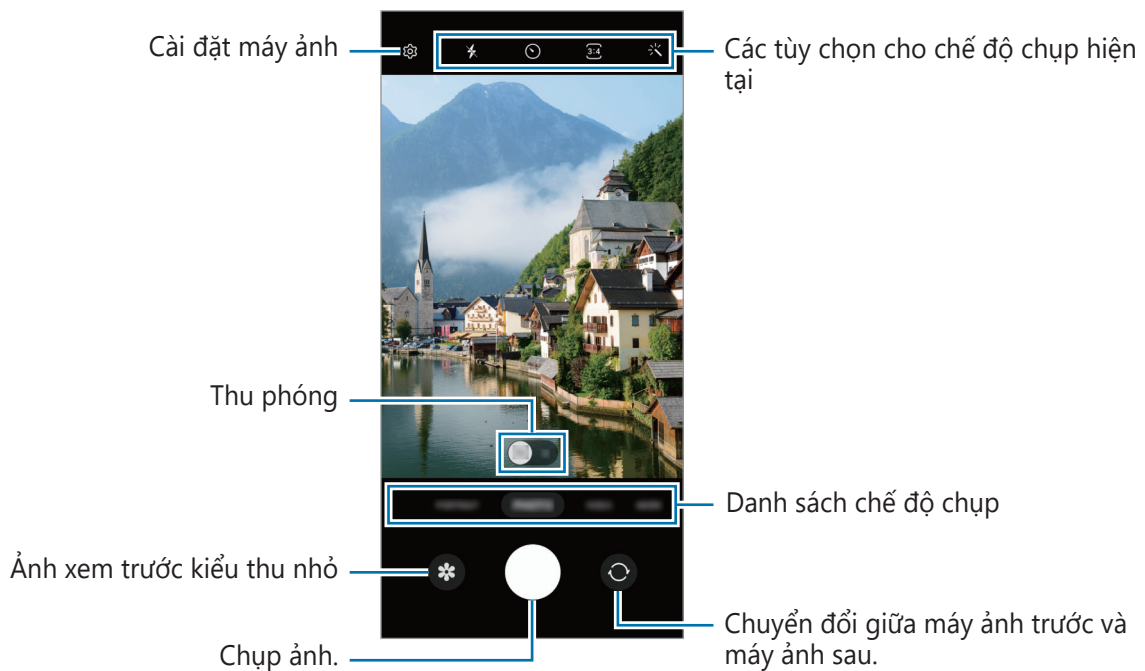 Cài đặt máy ảnh
3:4
Các tùy chọn cho chế độ chụp hiện
tại
Thu phóng
Danh sách chế độ chụp
Ảnh xem trước kiểu thu nhỏ
Chụp ảnh.
Chuyển đổi giữa máy ảnh trước và
máy ảnh sau.